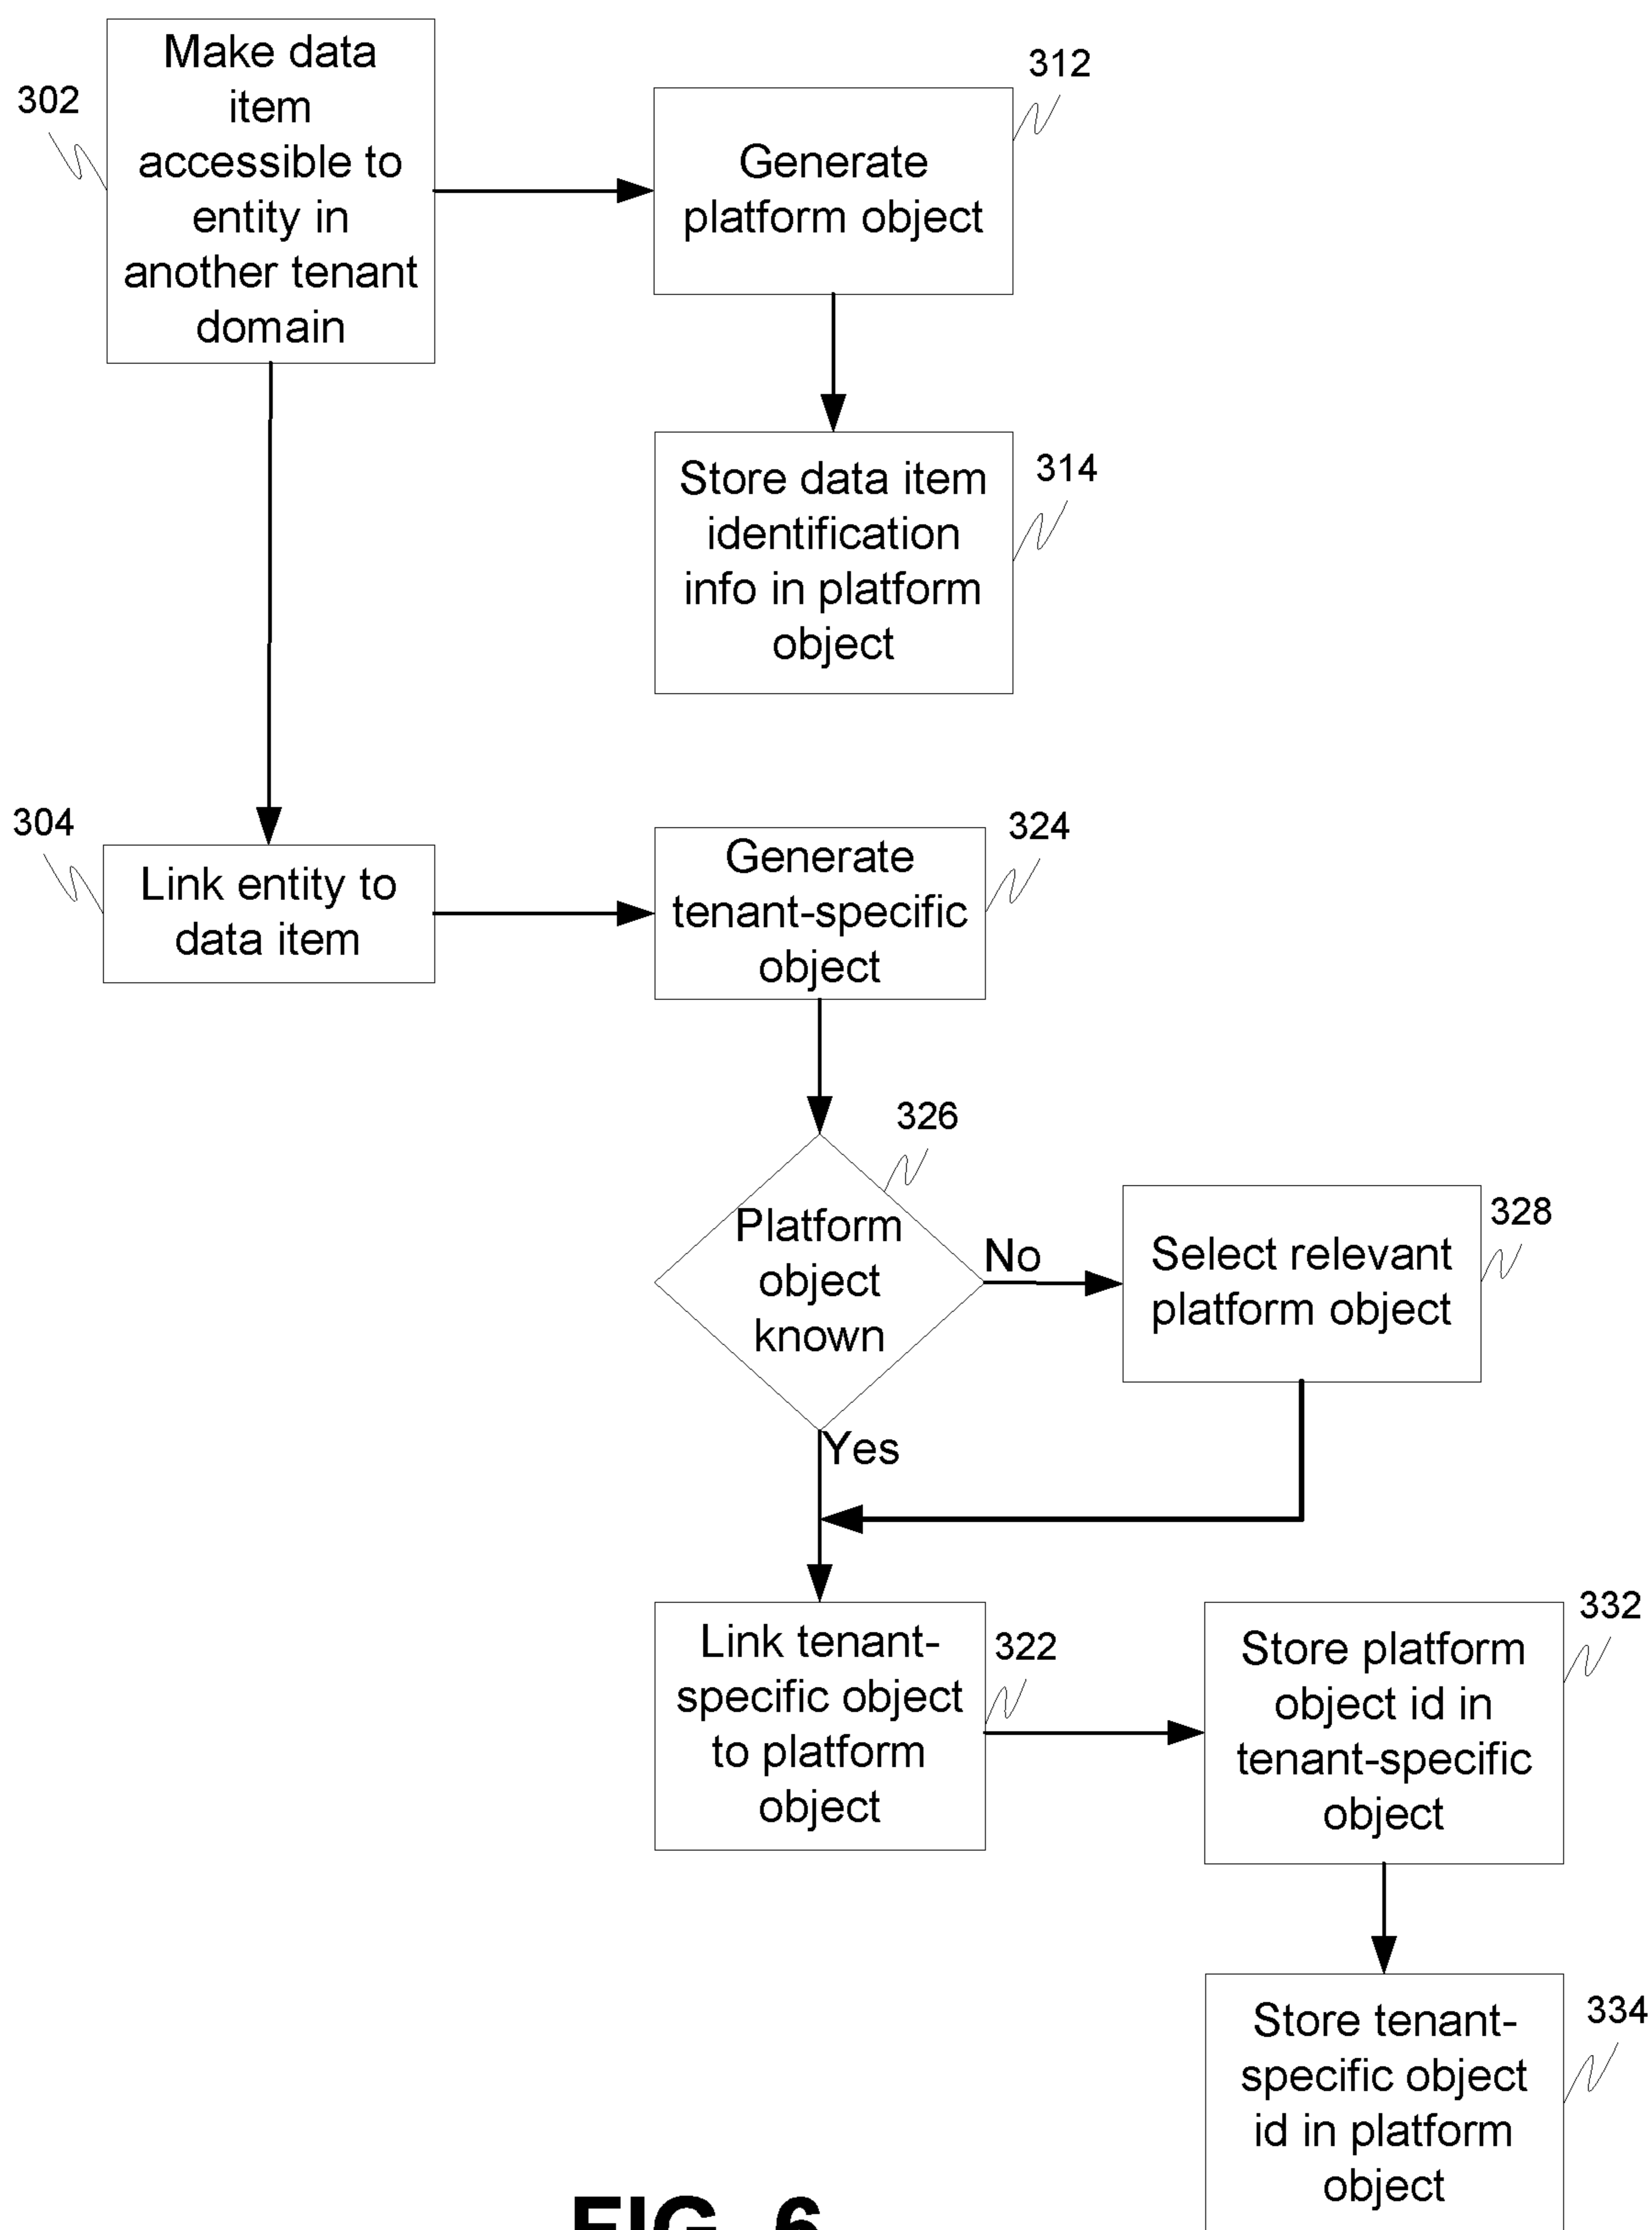 302
Make data
item
accessible to
entity in
another tenant
domain
312
Generate
platform object
314
Store data item
identification
info in platform
object
304
Link entity to
data item
324
Generate
tenant-specific
object
326
Platform
object
known
No
328
Select relevant
platform object
Yes
322
Link tenant-
specific object
to platform
object
332
Store platform
object id in
tenant-specific
object
334
Store tenant-
specific object
id in platform
object
FIG. 6